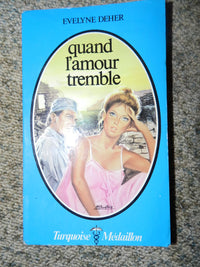 EVELYNE DEHER
quand
l'amour
tremble
Turquoise Médaillon